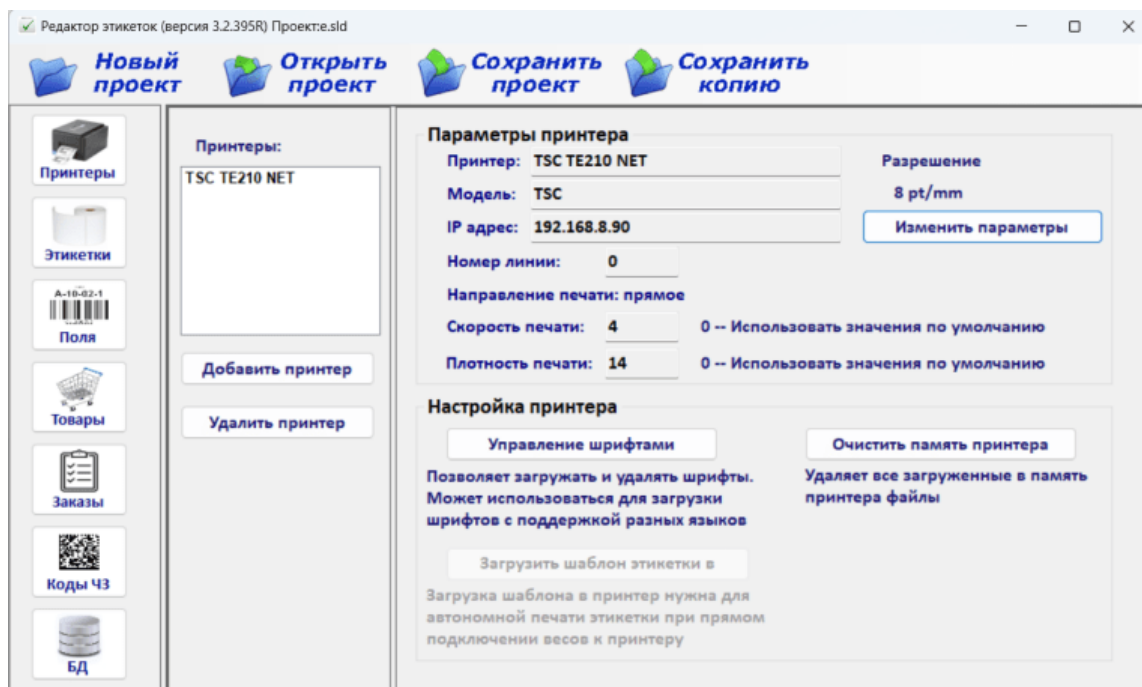 Редактор этикеток (версия 3.2.395R) Проект:e.sld
Новый проект
Открыть проект
Сохранить проект
Сохранить копию
Принтеры
Этикетки
A-10-02-1
Поля
Товары
Заказы
Коды ЧЗ
БД
Принтеры:
TSC TE210 NET
Добавить принтер
Удалить принтер
Параметры принтера
Принтер: TSC TE210 NET
Разрешение
Модель: TSC
8 pt/mm
IP адрес: 192.168.8.90
Изменить параметры
Номер линии: 0
Направление печати: прямое
Скорость печати: 4 0 -- Использовать значения по умолчанию
Плотность печати: 14 0 -- Использовать значения по умолчанию
Настройка принтера
Управление шрифтами
Позволяет загружать и удалять шрифты.
Может использоваться для загрузки
шрифтов с поддержкой разных языков
Очистить память принтера
Удаляет все загруженные в память
принтера файлы
Загрузить шаблон этикетки в
Загрузка шаблона в принтер нужна для
автономной печати этикетки при прямом
подключении весов к принтеру